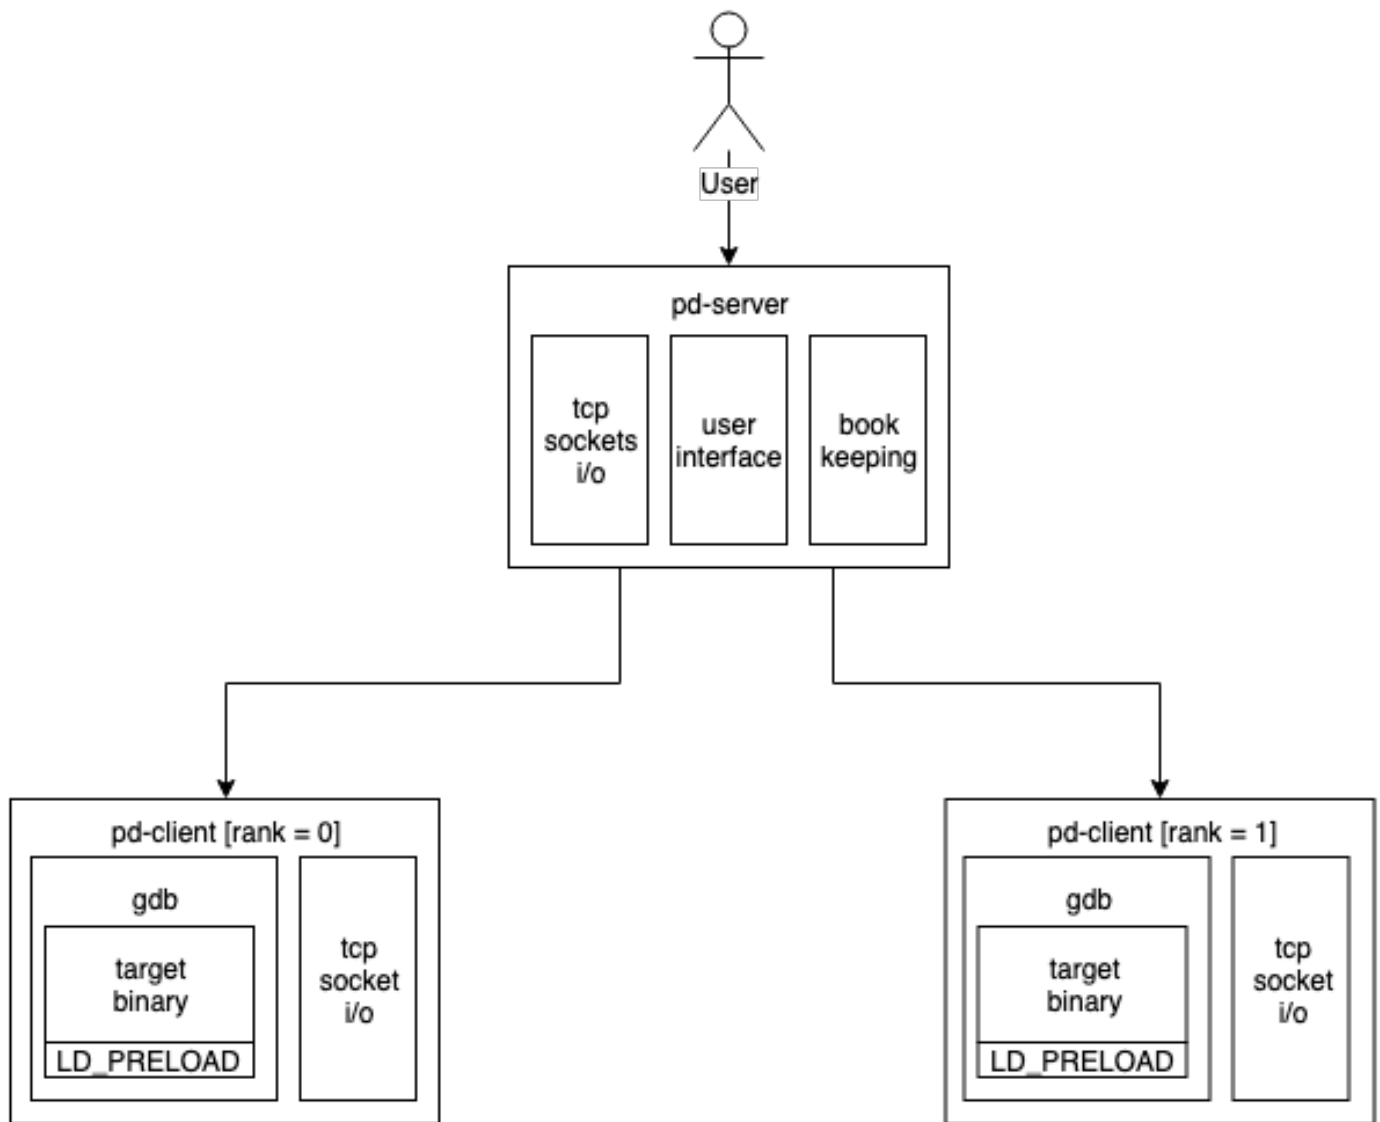 User
pd-server
tcp
sockets
i/o
user
interface
book
keeping
pd-client [rank = 0]
gdb
target
binary
LD_PRELOAD
tcp
socket
i/o
pd-client [rank = 1]
gdb
target
binary
LD_PRELOAD
tcp
socket
i/o